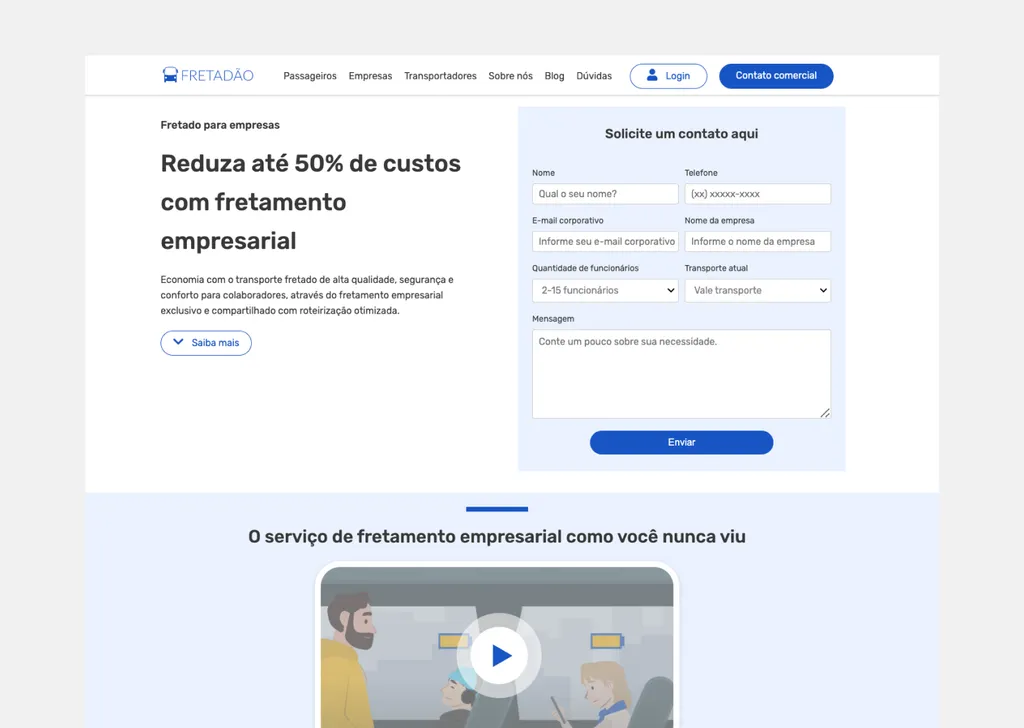 FRETADÃO
Passageiros
Empresas
Transportadores
Sobre nós
Blog
Dúvidas
Login
Contato comercial
Fretado para empresas
Reduza até 50% de custos
com fretamento
empresarial
Economia com o transporte fretado de alta qualidade, segurança e
conforto para colaboradores, através do fretamento empresarial
exclusivo e compartilhado com roteirização otimizada.
Saiba mais
Solicite um contato aqui
Nome
Telefone
Qual o seu nome?
(xx) xxxxx-xxxx
E-mail corporativo
Nome da empresa
Informe seu e-mail corporativo
Informe o nome da empresa
Quantidade de funcionários
Transporte atual
2-15 funcionários
Vale transporte
Mensagem
Conte um pouco sobre sua necessidade.
Enviar
O serviço de fretamento empresarial como você nunca viu